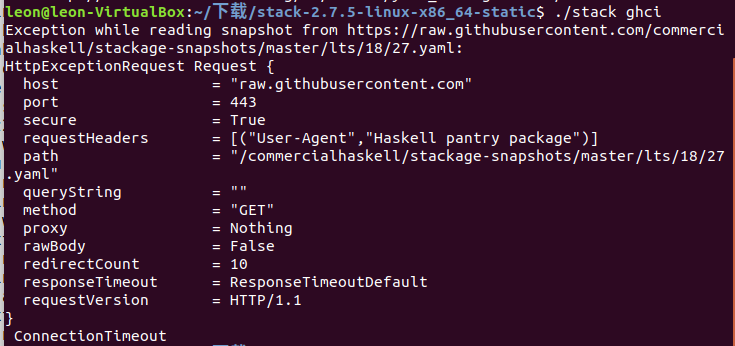 leon@leon-VirtualBox:~/下载/stack-2.7.5-linux-x86_64-static$ ./stack ghci
Exception while reading snapshot from https://raw.githubusercontent.com/commerci
alhaskell/stackage-snapshots/master/lts/18/27.yaml:
HttpExceptionRequest Request {
  host                 = "raw.githubusercontent.com"
  port                 = 443
  secure               = True
  requestHeaders       = [("User-Agent","Haskell pantry package")]
  path                 = "/commercialhaskell/stackage-snapshots/master/lts/18/27
.yaml"
  queryString          = ""
  method               = "GET"
  proxy                = Nothing
  rawBody              = False
  redirectCount        = 10
  responseTimeout      = ResponseTimeoutDefault
  requestVersion       = HTTP/1.1
}
 ConnectionTimeout